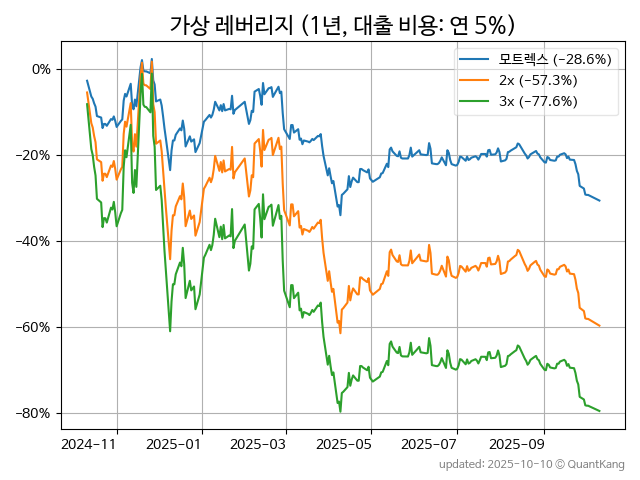 가상 레버리지 (1년, 대출 비용: 연 5%)
모트렉스 (−28.6%)
2x (−57.3%)
3x (−77.6%)
0%
−20%
−40%
−60%
−80%
2024−11 2025−01 2025−03 2025−05 2025−07 2025−09
updated: 2025-10-10 © QuantKang